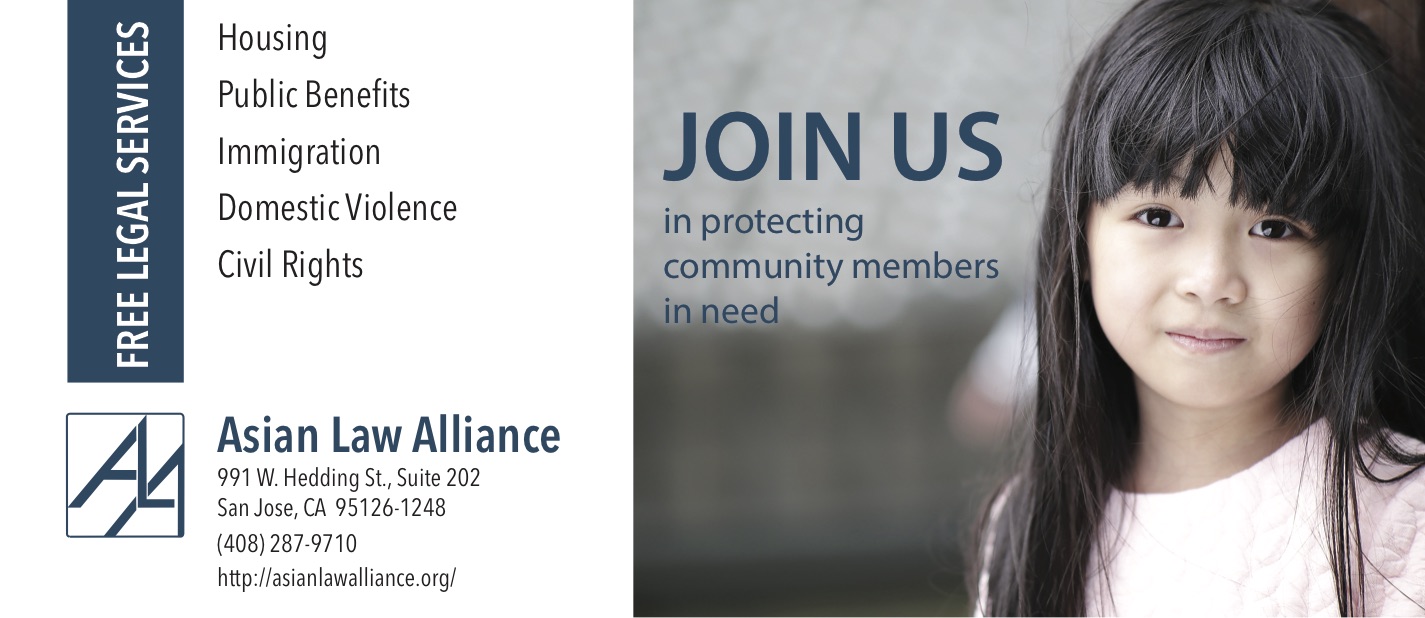 FREE LEGAL SERVICES
Housing
Public Benefits
Immigration
Domestic Violence
Civil Rights
ALA
Asian Law Alliance
991 W. Hedding St., Suite 202
San Jose, CA 95126-1248
(408) 287-9710
http://asianlawalliance.org/
JOIN US
in protecting
community members
in need